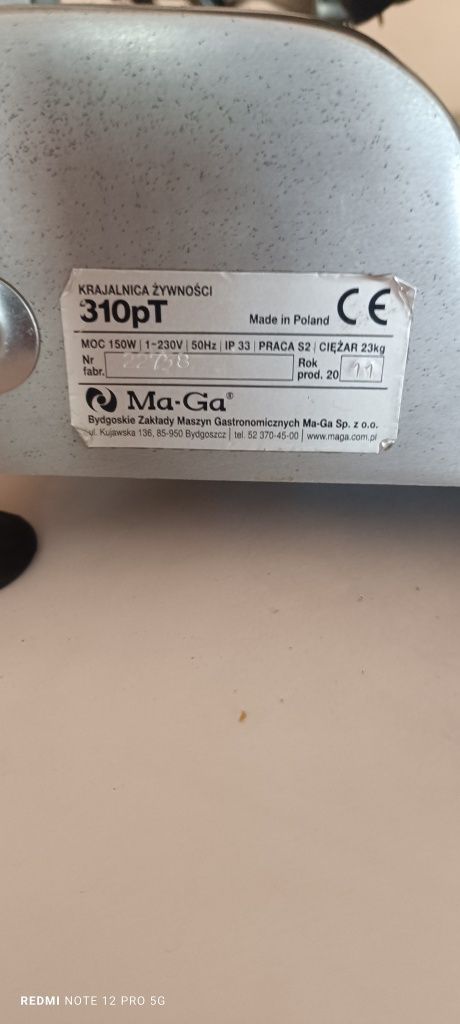 KRAJALNICA ŻYWNOŚCI
310pT
Made in Poland CE
MOC 150W | 1~230V | 50Hz | IP 33 | PRACA S2 | CIĘŻAR 23kg
Nr fabr. 22758 Rok prod. 2011
Ma-Ga®
Bydgoskie Zakłady Maszyn Gastronomicznych Ma-Ga Sp. z o.o.
ul. Kujawska 136, 85-950 Bydgoszcz | tel. 52 370-45-00 | www.maga.com.pl
REDMI NOTE 12 PRO 5G